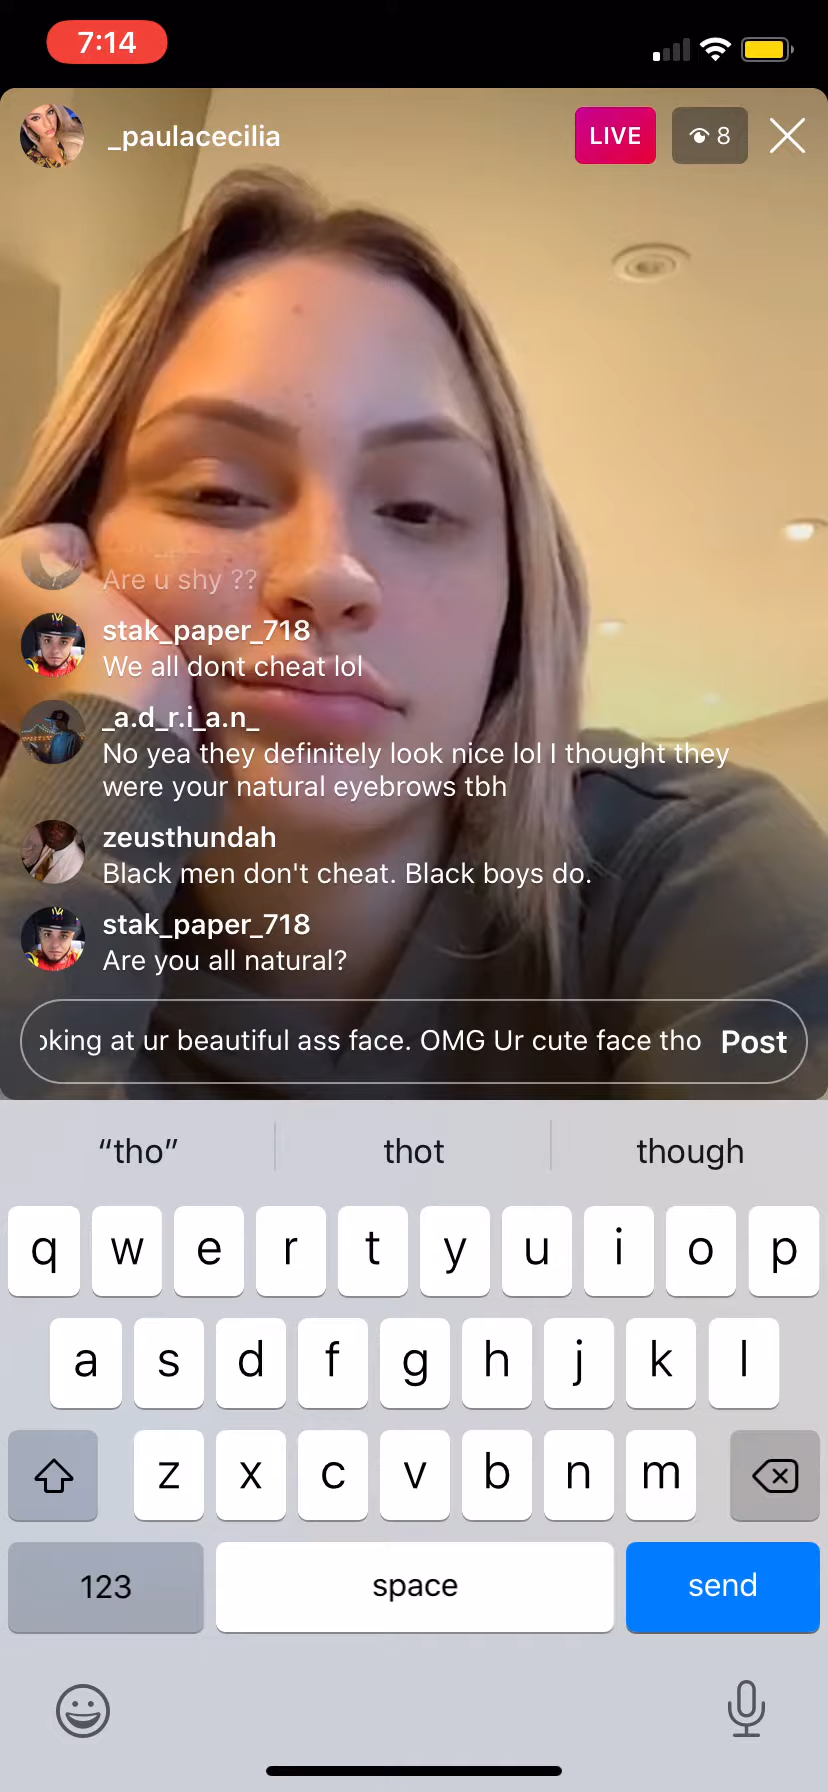 7:14
_paulacecilia
LIVE
8
Are u shy ??
stak_paper_718
We all dont cheat lol
_a.d_r.i_a.n_
No yea they definitely look nice lol I thought they
were your natural eyebrows tbh
zeusthundah
Black men don't cheat. Black boys do.
stak_paper_718
Are you all natural?
oking at ur beautiful ass face. OMG Ur cute face tho
Post
“tho” thot though
q w e r t y u i o p
a s d f g h j k l
z x c v b n m
123 space send